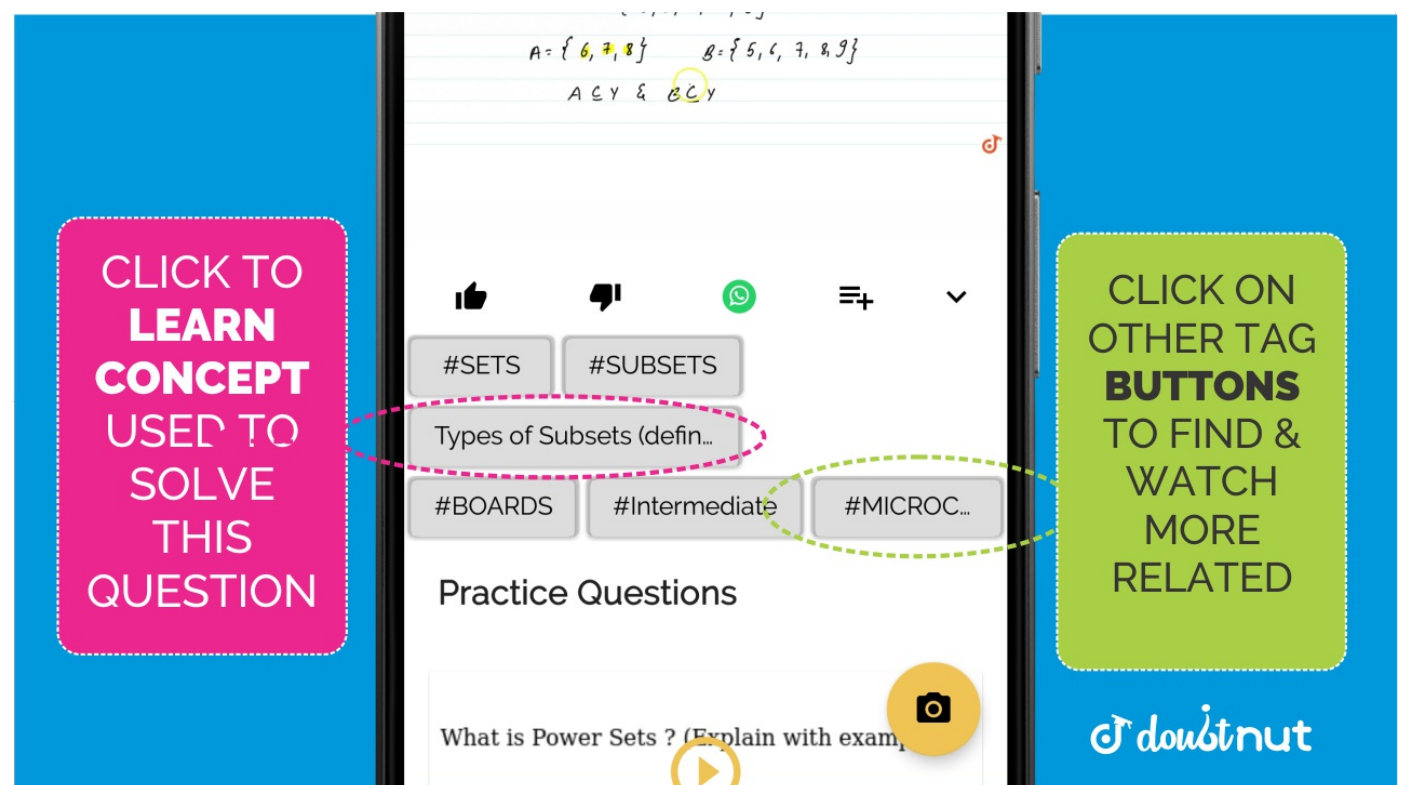 A = { 6, 7, 8} B = { 5, 6, 7, 8, 9}
A ⊆ Y & B ⊆ Y
CLICK TO
LEARN
CONCEPT
USED TO
SOLVE
THIS
QUESTION
#SETS #SUBSETS
Types of Subsets (defin...
#BOARDS #Intermediate #MICROC...
Practice Questions
What is Power Sets ? (Explain with exam
CLICK ON
OTHER TAG
BUTTONS
TO FIND &
WATCH
MORE
RELATED
doubtnut